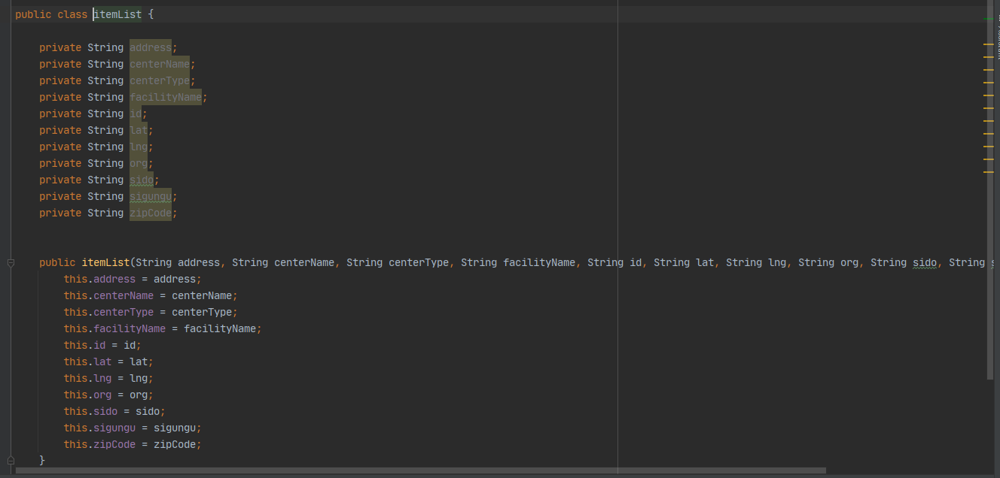 public class itemList {
private String address;
private String centerName;
private String centerType;
private String facilityName;
private String id;
private String lat;
private String lng;
private String org;
private String sido;
private String sigungu;
private String zipCode;
public itemList(String address, String centerName, String centerType, String facilityName, String id, String lat, String lng, String org, String sido, String
this.address = address;
this.centerName = centerName;
this.centerType = centerType;
this.facilityName = facilityName;
this.id = id;
this.lat = lat;
this.lng = lng;
this.org = org;
this.sido = sido;
this.sigungu = sigungu;
this.zipCode = zipCode;
}